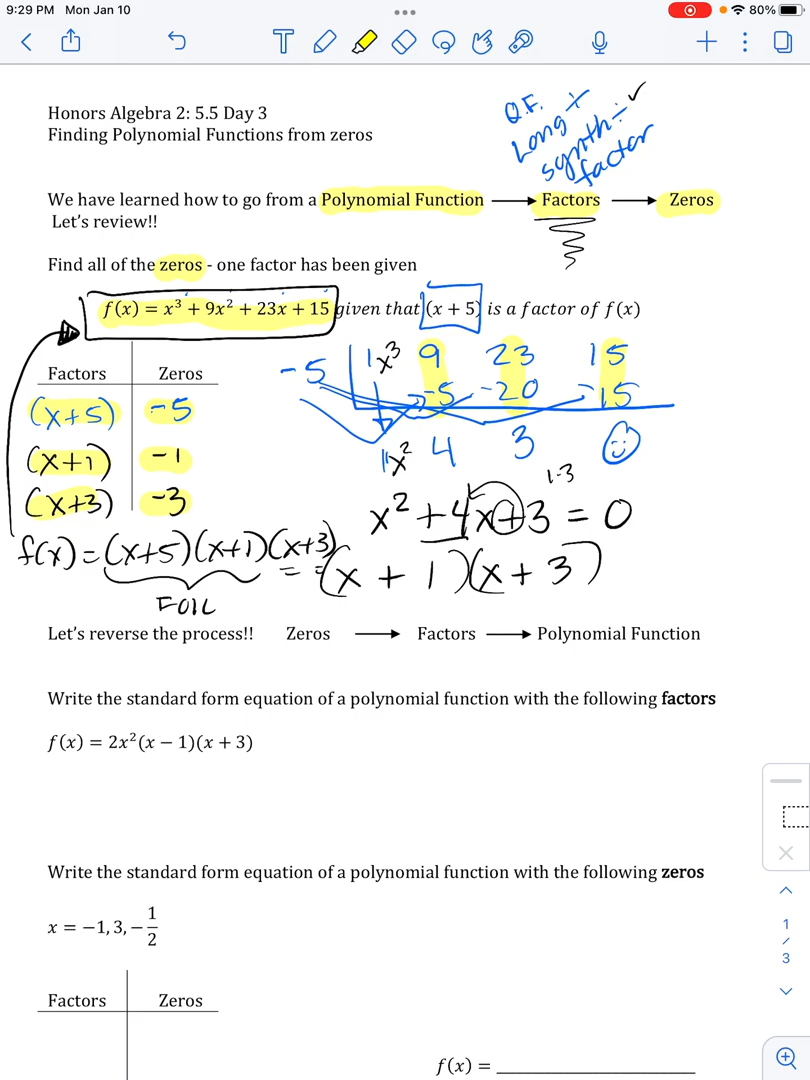 9:29 PM Mon Jan 10
80%
Honors Algebra 2: 5.5 Day 3
Finding Polynomial Functions from zeros
Q.F.
Long ÷
synth ÷ ✓
factor
We have learned how to go from a Polynomial Function → Factors → Zeros
Let's review!!
Find all of the zeros - one factor has been given
f(x) = x³ + 9x² + 23x + 15 given that (x + 5) is a factor of f(x)
Factors Zeros
(x+5) -5
(x+1) -1
(x+3) -3
-5 | 1x³ 9 23 15
-5 -20 -15
1x² 4 3
1·3
x² + 4x + 3 = 0
f(x) = (x+5)(x+1)(x+3)
= (x + 1)(x + 3)
FOIL
Let's reverse the process!! Zeros → Factors → Polynomial Function
Write the standard form equation of a polynomial function with the following factors
f(x) = 2x²(x − 1)(x + 3)
Write the standard form equation of a polynomial function with the following zeros
x = −1, 3, −1/2
Factors Zeros
f(x) = ____________________
1
/
3